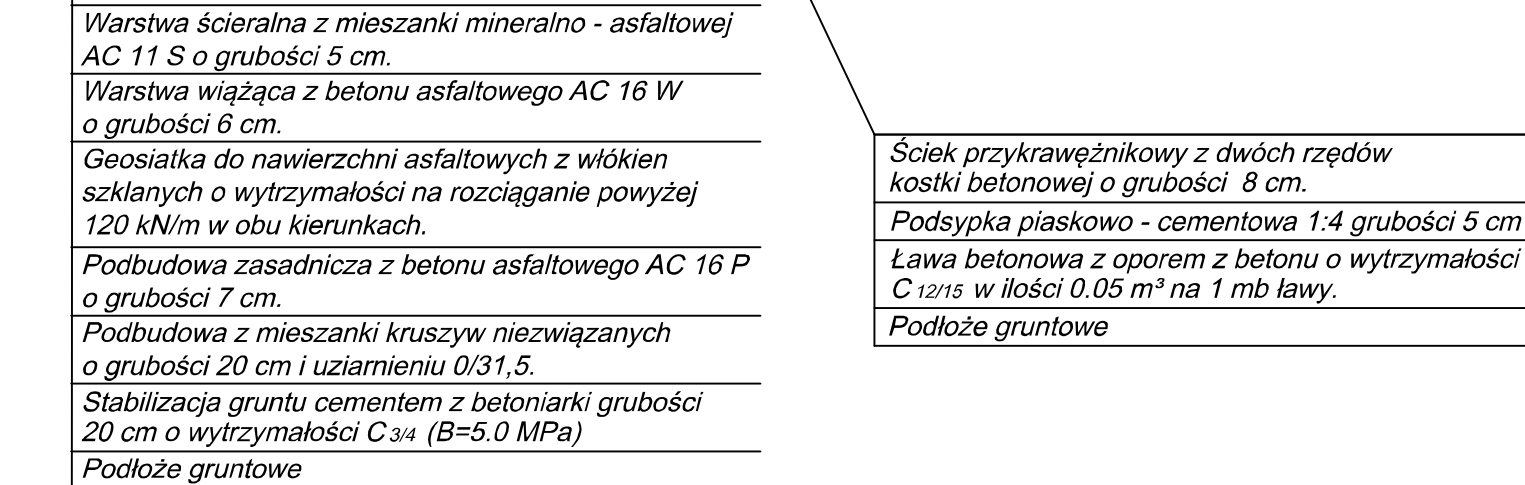 Warstwa ścieralna z mieszanki mineralno - asfaltowej
AC 11 S o grubości 5 cm.
Warstwa wiążąca z betonu asfaltowego AC 16 W
o grubości 6 cm.
Geosiatka do nawierzchni asfaltowych z włókien
szklanych o wytrzymałości na rozciąganie powyżej
120 kN/m w obu kierunkach.
Podbudowa zasadnicza z betonu asfaltowego AC 16 P
o grubości 7 cm.
Podbudowa z mieszanki kruszyw niezwiązanych
o grubości 20 cm i uziarnieniu 0/31,5.
Stabilizacja gruntu cementem z betoniarki grubości
20 cm o wytrzymałości C 3/4 (B=5.0 MPa)
Podłoże gruntowe
Ściek przykrawężnikowy z dwóch rzędów
kostki betonowej o grubości 8 cm.
Podsypka piaskowo - cementowa 1:4 grubości 5 cm
Ława betonowa z oporem z betonu o wytrzymałości
C 12/15 w ilości 0.05 m³ na 1 mb ławy.
Podłoże gruntowe